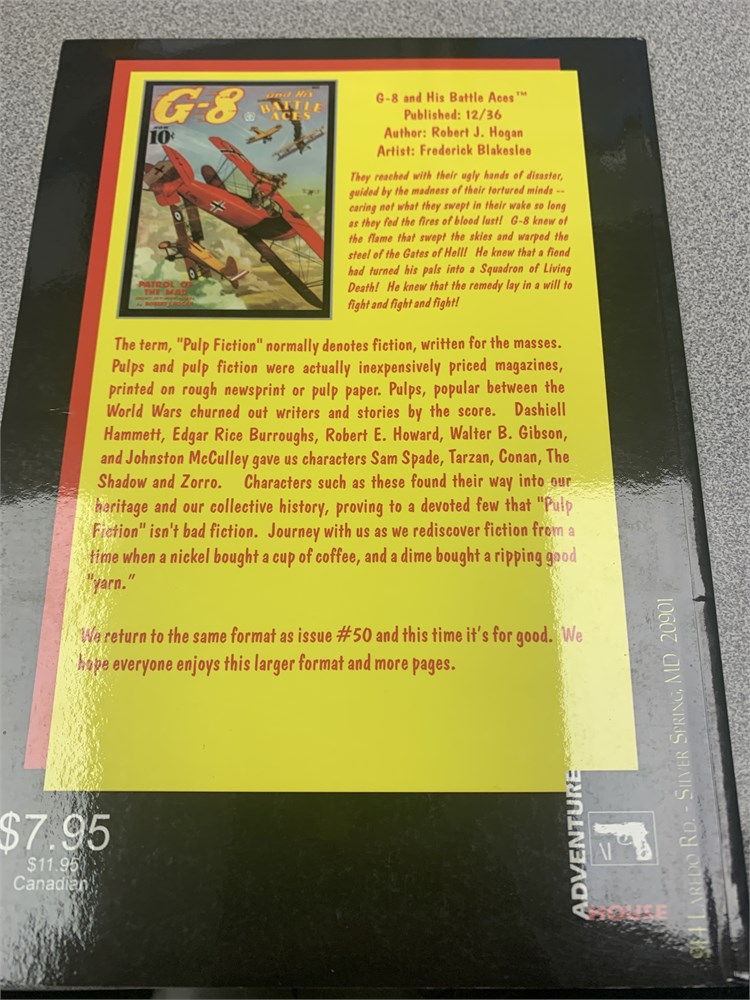 G-8 and His
BATTLE
ACES
10¢
PATROL OF
THE MAD
G-8 and His Battle Aces™
Published: 12/36
Author: Robert J. Hogan
Artist: Frederick Blakeslee
They reached with their ugly hands of disaster,
guided by the madness of their tortured minds --
caring not what they swept in their wake so long
as they fed the fires of blood lust! G-8 knew of
the flame that swept the skies and warped the
steel of the Gates of Hell! He knew that a fiend
had turned his pals into a Squadron of Living
Death! He knew that the remedy lay in a will to
fight and fight and fight!
The term, "Pulp Fiction" normally denotes fiction, written for the masses.
Pulps and pulp fiction were actually inexpensively priced magazines,
printed on rough newsprint or pulp paper. Pulps, popular between the
World Wars churned out writers and stories by the score. Dashiell
Hammett, Edgar Rice Burroughs, Robert E. Howard, Walter B. Gibson,
and Johnston McCulley gave us characters Sam Spade, Tarzan, Conan, The
Shadow and Zorro. Characters such as these found their way into our
heritage and our collective history, proving to a devoted few that "Pulp
Fiction" isn't bad fiction. Journey with us as we rediscover fiction from a
time when a nickel bought a cup of coffee, and a dime bought a ripping good
"yarn."
We return to the same format as issue #50 and this time it's for good. We
hope everyone enjoys this larger format and more pages.
$7.95
$11.95
Canadian
ADVENTURE
HOUSE
914 LAREDO RD. - SILVER SPRING, MD 20901